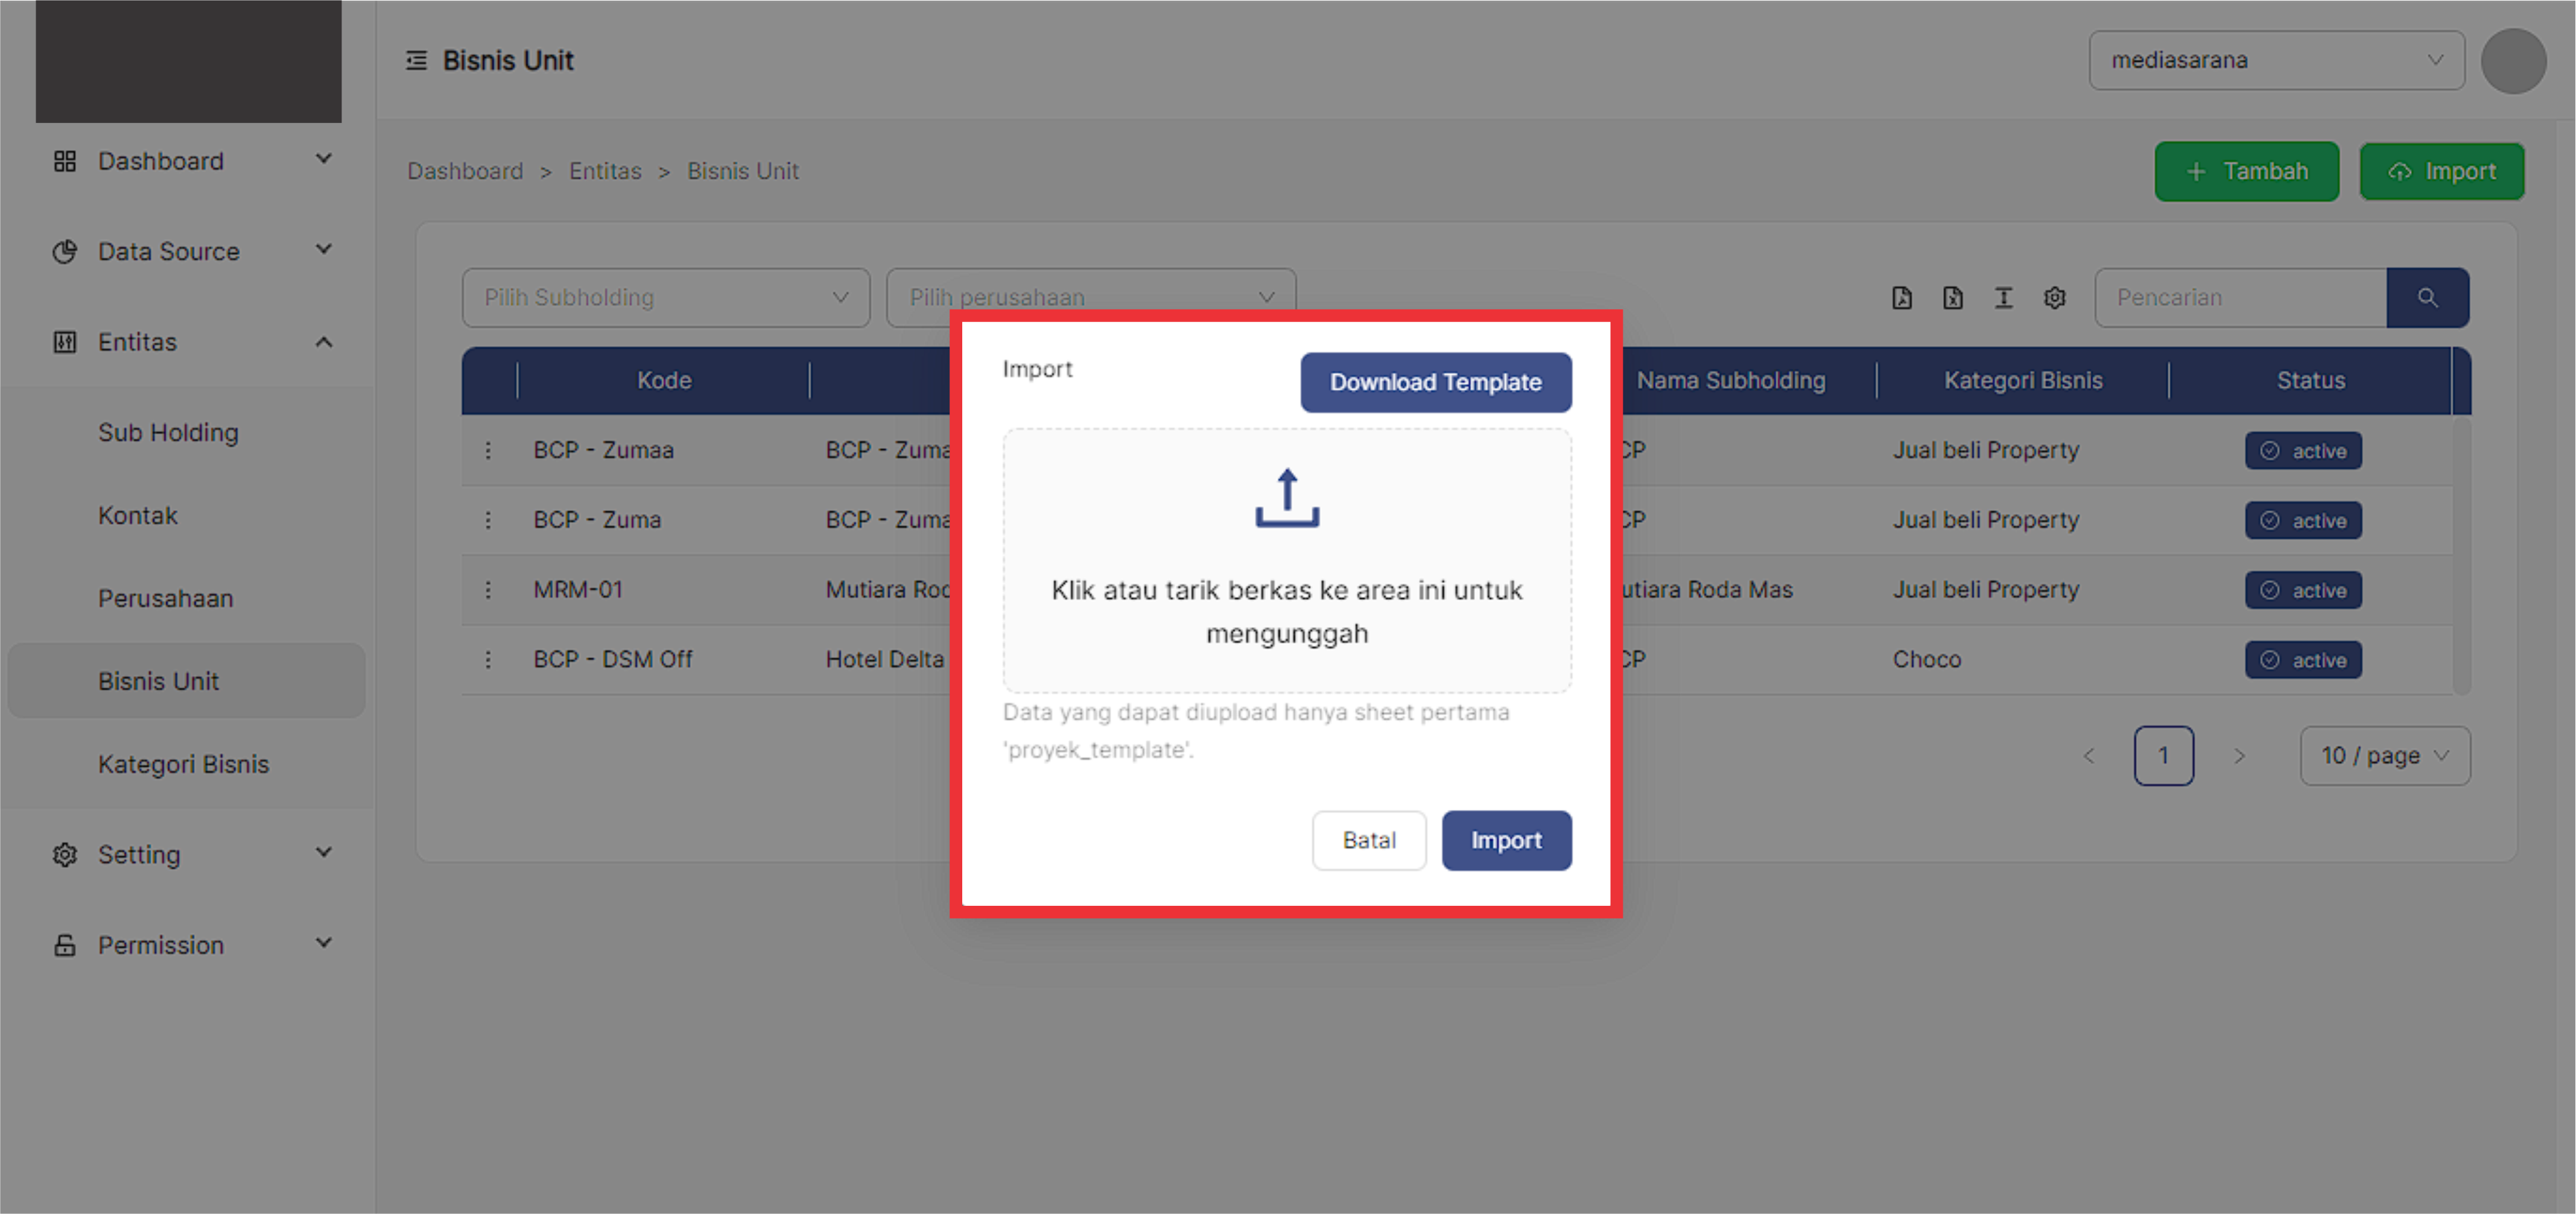 Bisnis Unit
mediasarana
Dashboard
Data Source
Entitas
Sub Holding
Kontak
Perusahaan
Bisnis Unit
Kategori Bisnis
Setting
Permission
Dashboard > Entitas > Bisnis Unit
+ Tambah
Import
Pilih Subholding
Pilih perusahaan
Pencarian
Kode
Nama Subholding
Kategori Bisnis
Status
BCP - Zumaa
BCP - Zuma
CP
Jual beli Property
active
BCP - Zuma
BCP - Zuma
CP
Jual beli Property
active
MRM-01
Mutiara Roc
utiara Roda Mas
Jual beli Property
active
BCP - DSM Off
Hotel Delta
CP
Choco
active
< 1 >
10 / page
Import
Download Template
Klik atau tarik berkas ke area ini untuk
mengunggah
Data yang dapat diupload hanya sheet pertama
'proyek_template'.
Batal
Import